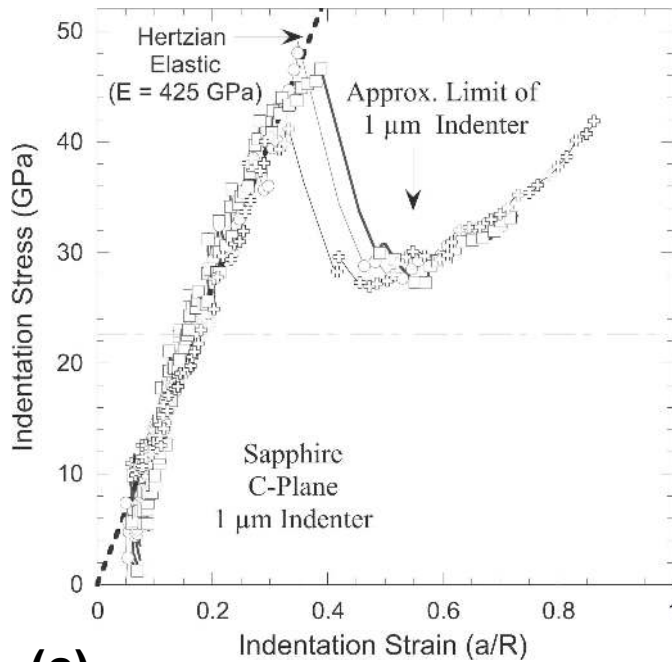 50
40
30
20
10
0
Indentation Stress (GPa)
Hertzian
Elastic
(E = 425 GPa)
Approx. Limit of
1 µm Indenter
Sapphire
C-Plane
1 µm Indenter
0 0.2 0.4 0.6 0.8
Indentation Strain (a/R)